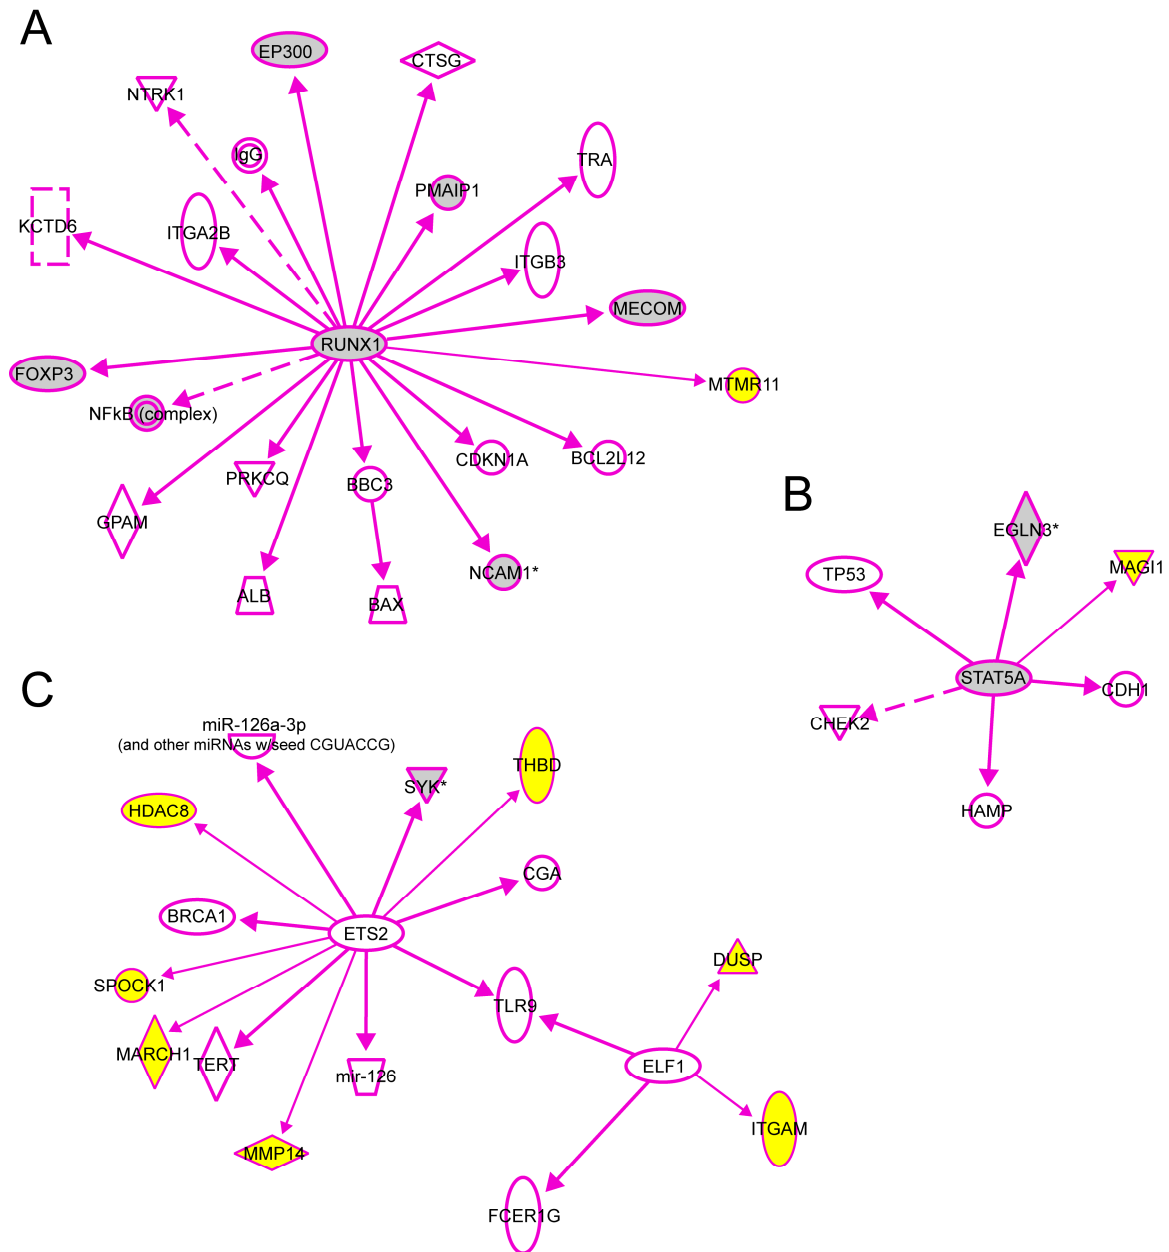 A
EP300
CTSG
NTRK1
IgG
TRA
PMAIP1
KCTD6
ITGA2B
ITGB3
MECOM
RUNX1
FOXP3
MTMR11
NFkB (complex)
PRKCQ
CDKN1A
BCL2L12
BBC3
GPAM
NCAM1*
ALB
BAX
B
EGLN3*
TP53
MAGI1
STAT5A
CDH1
CHEK2
HAMP
C
miR-126a-3p
(and other miRNAs w/seed CGUACCG)
THBD
SYK*
HDAC8
CGA
BRCA1
ETS2
DUSP
SPOCK1
TLR9
MARCH1
TERT
mir-126
ELF1
ITGAM
MMP14
FCER1G